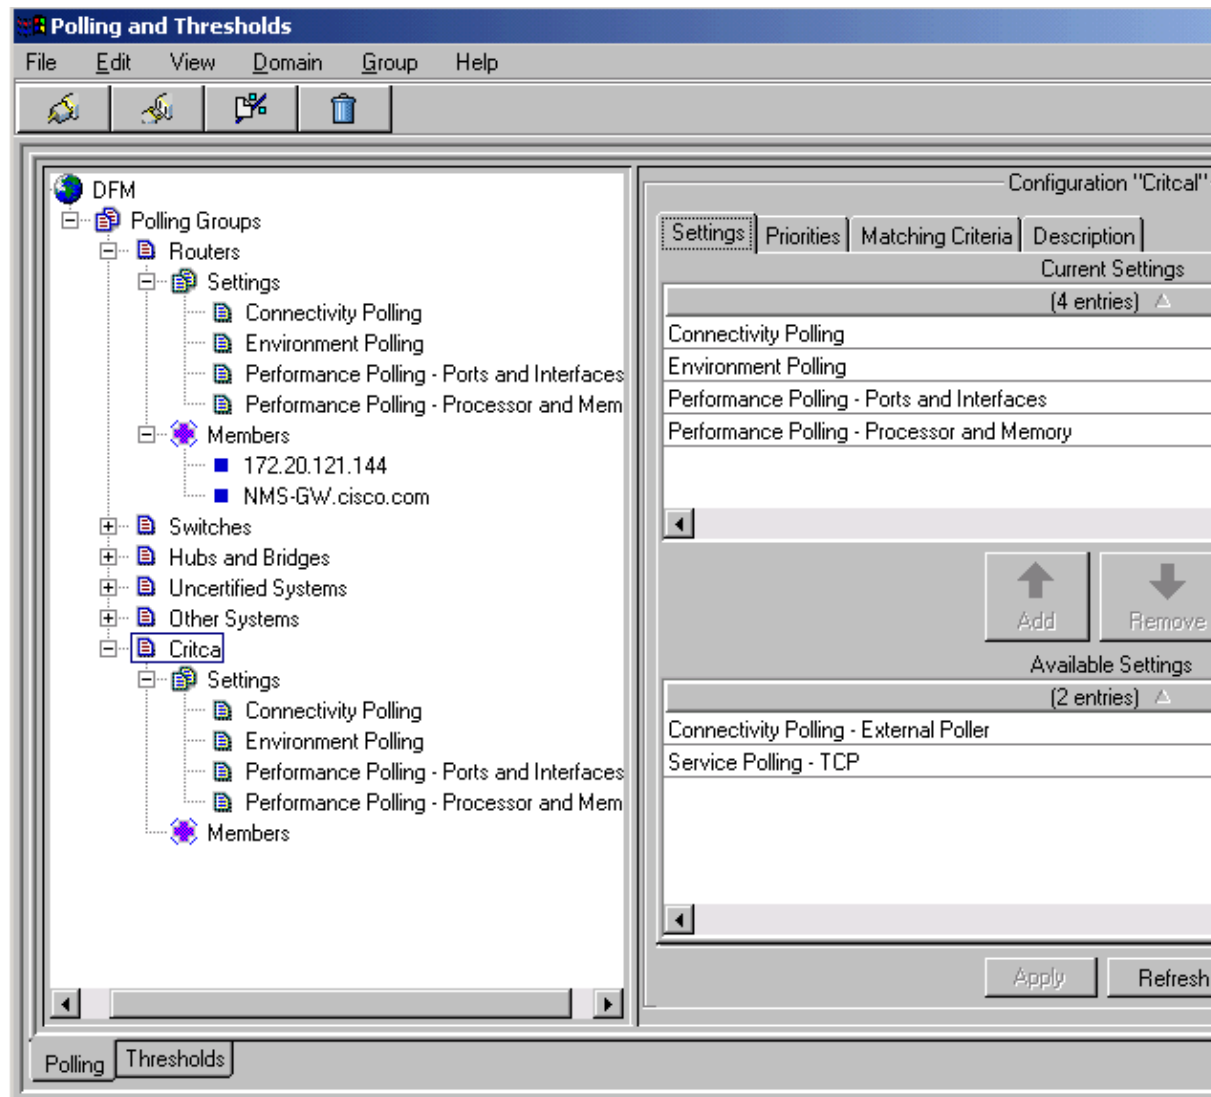 Polling and Thresholds
File Edit View Domain Group Help
DFM
Polling Groups
Routers
Settings
Connectivity Polling
Environment Polling
Performance Polling - Ports and Interfaces
Performance Polling - Processor and Mem
Members
172.20.121.144
NMS-GW.cisco.com
Switches
Hubs and Bridges
Uncertified Systems
Other Systems
Critca
Settings
Connectivity Polling
Environment Polling
Performance Polling - Ports and Interfaces
Performance Polling - Processor and Mem
Members
Configuration "Critcal"
Settings Priorities Matching Criteria Description
Current Settings
(4 entries)
Connectivity Polling
Environment Polling
Performance Polling - Ports and Interfaces
Performance Polling - Processor and Memory
Add Remove
Available Settings
(2 entries)
Connectivity Polling - External Poller
Service Polling - TCP
Apply Refresh
Polling Thresholds